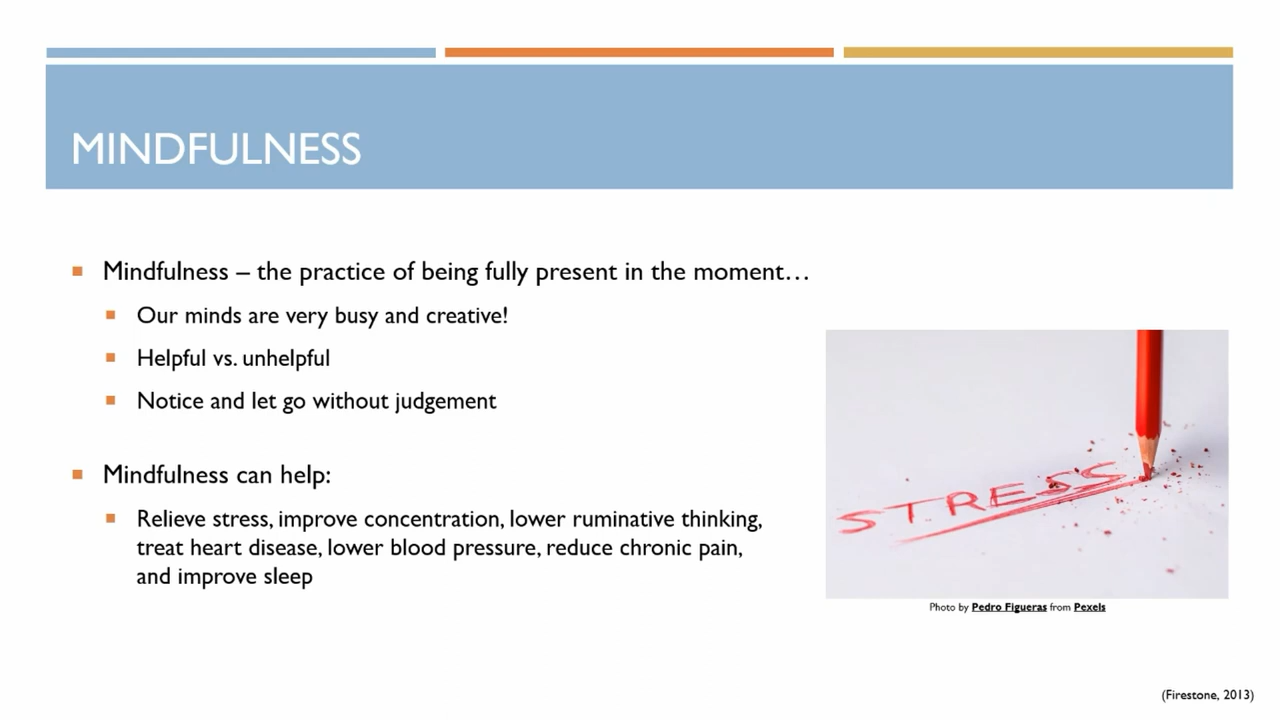 MINDFULNESS
Mindfulness – the practice of being fully present in the moment…
Our minds are very busy and creative!
Helpful vs. unhelpful
Notice and let go without judgement
Mindfulness can help:
Relieve stress, improve concentration, lower ruminative thinking,
treat heart disease, lower blood pressure, reduce chronic pain,
and improve sleep
STRESS
Photo by Pedro Figueras from Pexels
(Firestone, 2013)